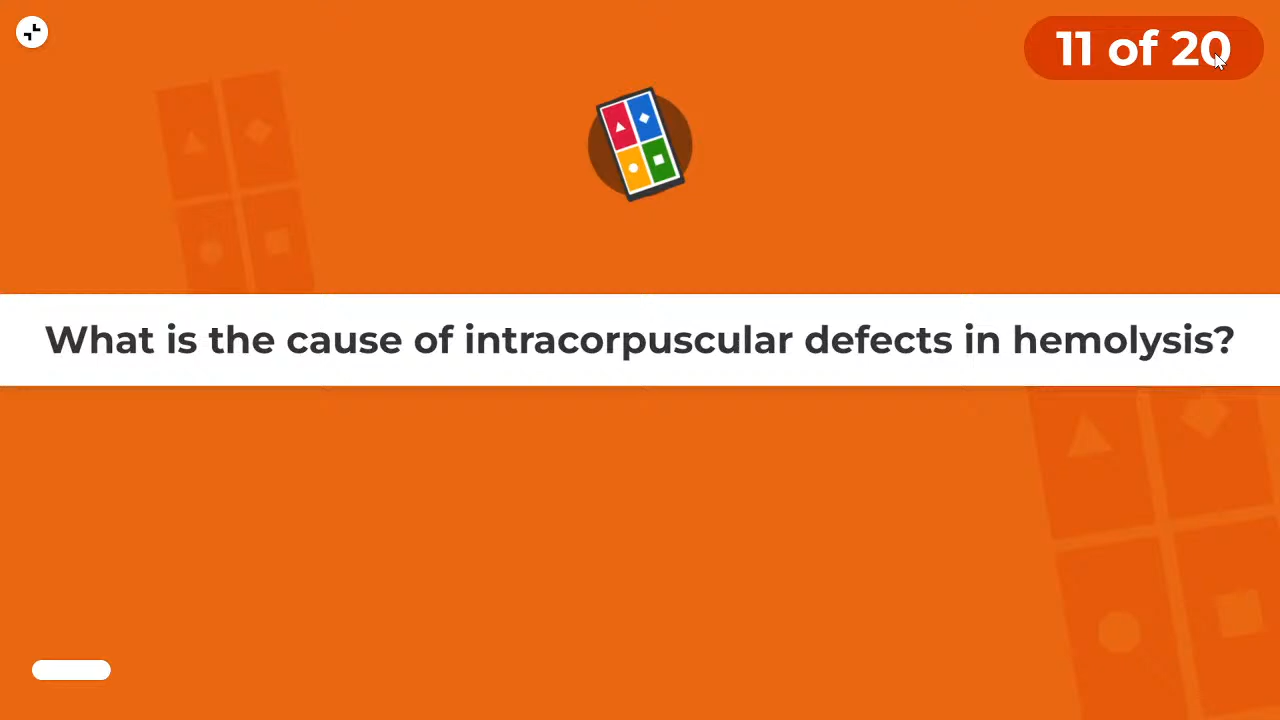 11 of 20
What is the cause of intracorpuscular defects in hemolysis?